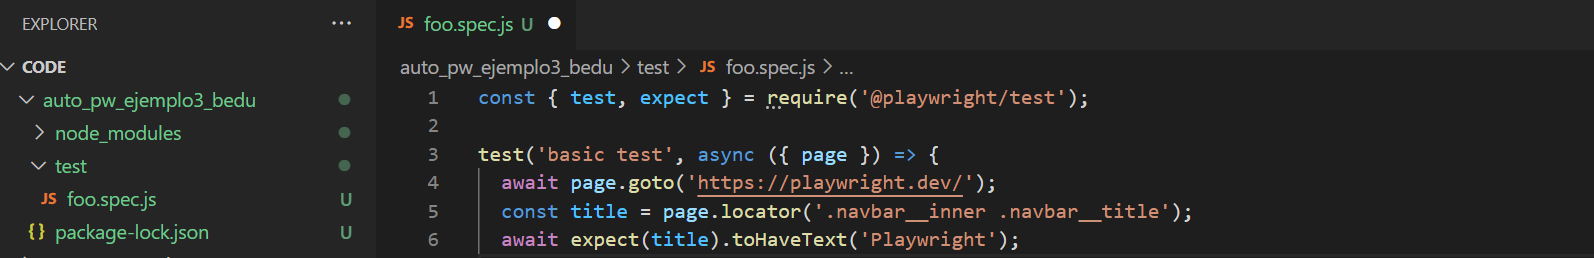 EXPLORER ...
CODE
auto_pw_ejemplo3_bedu
node_modules
test
JS foo.spec.js U
{} package-lock.json U
JS foo.spec.js U
auto_pw_ejemplo3_bedu > test > JS foo.spec.js > ...
1 const { test, expect } = require('@playwright/test');
2
3 test('basic test', async ({ page }) => {
4 await page.goto('https://playwright.dev/');
5 const title = page.locator('.navbar__inner .navbar__title');
6 await expect(title).toHaveText('Playwright');